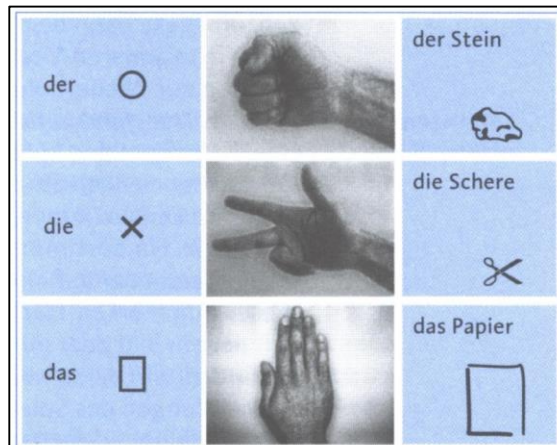 der
der Stein
die
die Schere
das
das Papier